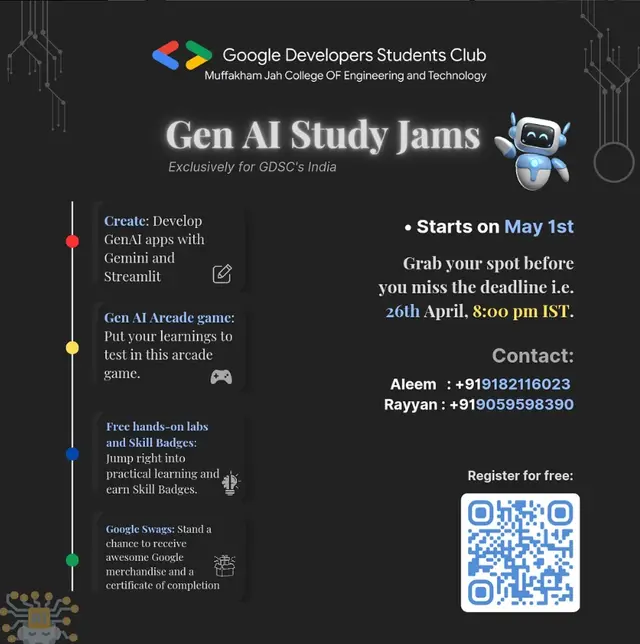 Google Developers Students Club
Muffakham Jah College OF Engineering and Technology
Gen AI Study Jams
Exclusively for GDSC's India
Create: Develop
GenAI apps with
Gemini and
Streamlit
Gen AI Arcade game:
Put your learnings to
test in this arcade
game.
Free hands-on labs
and Skill Badges:
Jump right into
practical learning and
earn Skill Badges.
Google Swags: Stand a
chance to receive
awesome Google
merchandise and a
certificate of completion
• Starts on May 1st
Grab your spot before
you miss the deadline i.e.
26th April, 8:00 pm IST.
Contact:
Aleem : +919182116023
Rayyan : +919059598390
Register for free: